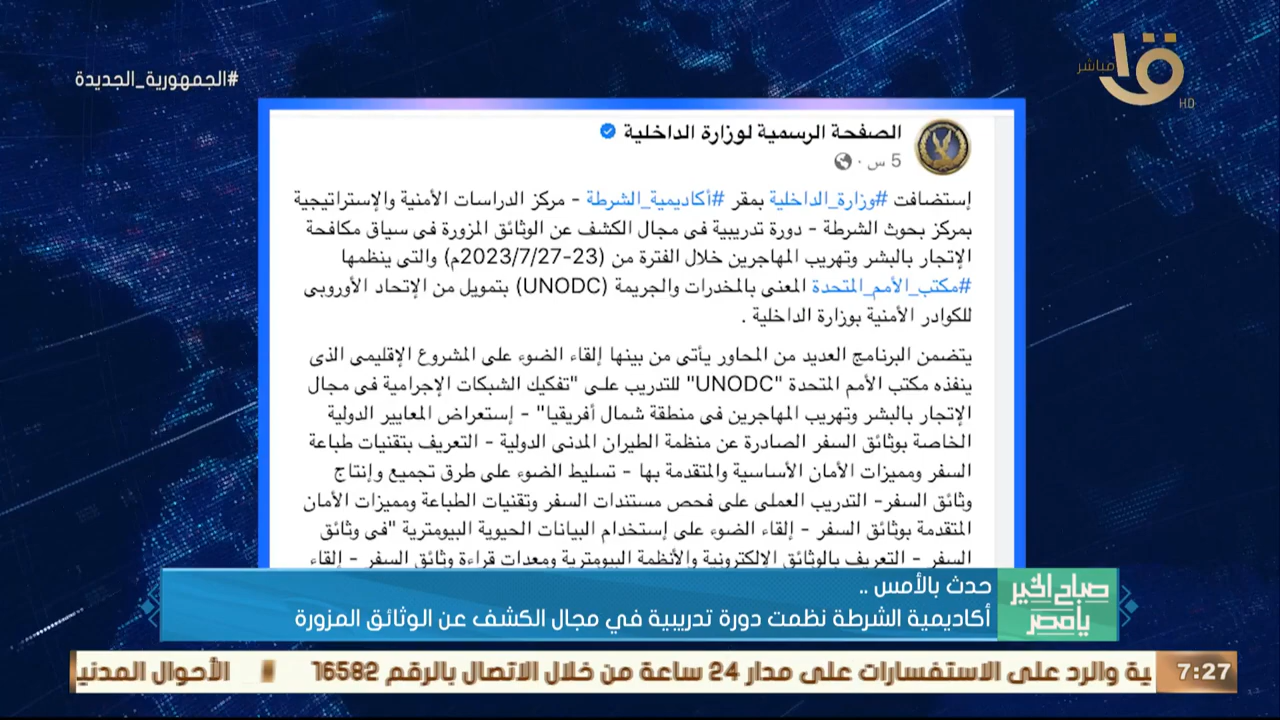 #الجمهورية_الجديدة
مباشر
HD
الصفحة الرسمية لوزارة الداخلية
5 س ·
إستضافت #وزارة_الداخلية بمقر #أكاديمية_الشرطة - مركز الدراسات الأمنية والإستراتيجية
بمركز بحوث الشرطة - دورة تدريبية فى مجال الكشف عن الوثائق المزورة فى سياق مكافحة
الإتجار بالبشر وتهريب المهاجرين خلال الفترة من (23-2023/7/27م) والتى ينظمها
#مكتب_الأمم_المتحدة المعنى بالمخدرات والجريمة (UNODC) بتمويل من الإتحاد الأوروبى
للكوادر الأمنية بوزارة الداخلية .
يتضمن البرنامج العديد من المحاور يأتى من بينها إلقاء الضوء على المشروع الإقليمى الذى
ينفذه مكتب الأمم المتحدة "UNODC" للتدريب على "تفكيك الشبكات الإجرامية فى مجال
الإتجار بالبشر وتهريب المهاجرين فى منطقة شمال أفريقيا" - إستعراض المعايير الدولية
الخاصة بوثائق السفر الصادرة عن منظمة الطيران المدنى الدولية - التعريف بتقنيات طباعة
السفر ومميزات الأمان الأساسية والمتقدمة بها - تسليط الضوء على طرق تجميع وإنتاج
وثائق السفر- التدريب العملى على فحص مستندات السفر وتقنيات الطباعة ومميزات الأمان
المتقدمة بوثائق السفر - إلقاء الضوء على إستخدام البيانات الحيوية البيومترية "فى وثائق
السفر - التعريف بالوثائق الإلكترونية والأنظمة البيومترية ومعدات قراءة وثائق السفر - إلقاء
صباح الخير يا مصر
حدث بالأمس ..
أكاديمية الشرطة نظمت دورة تدريبية في مجال الكشف عن الوثائق المزورة
7:27
ية والرد على الاستفسارات على مدار 24 ساعة من خلال الاتصال بالرقم 16582
الأحوال المدني